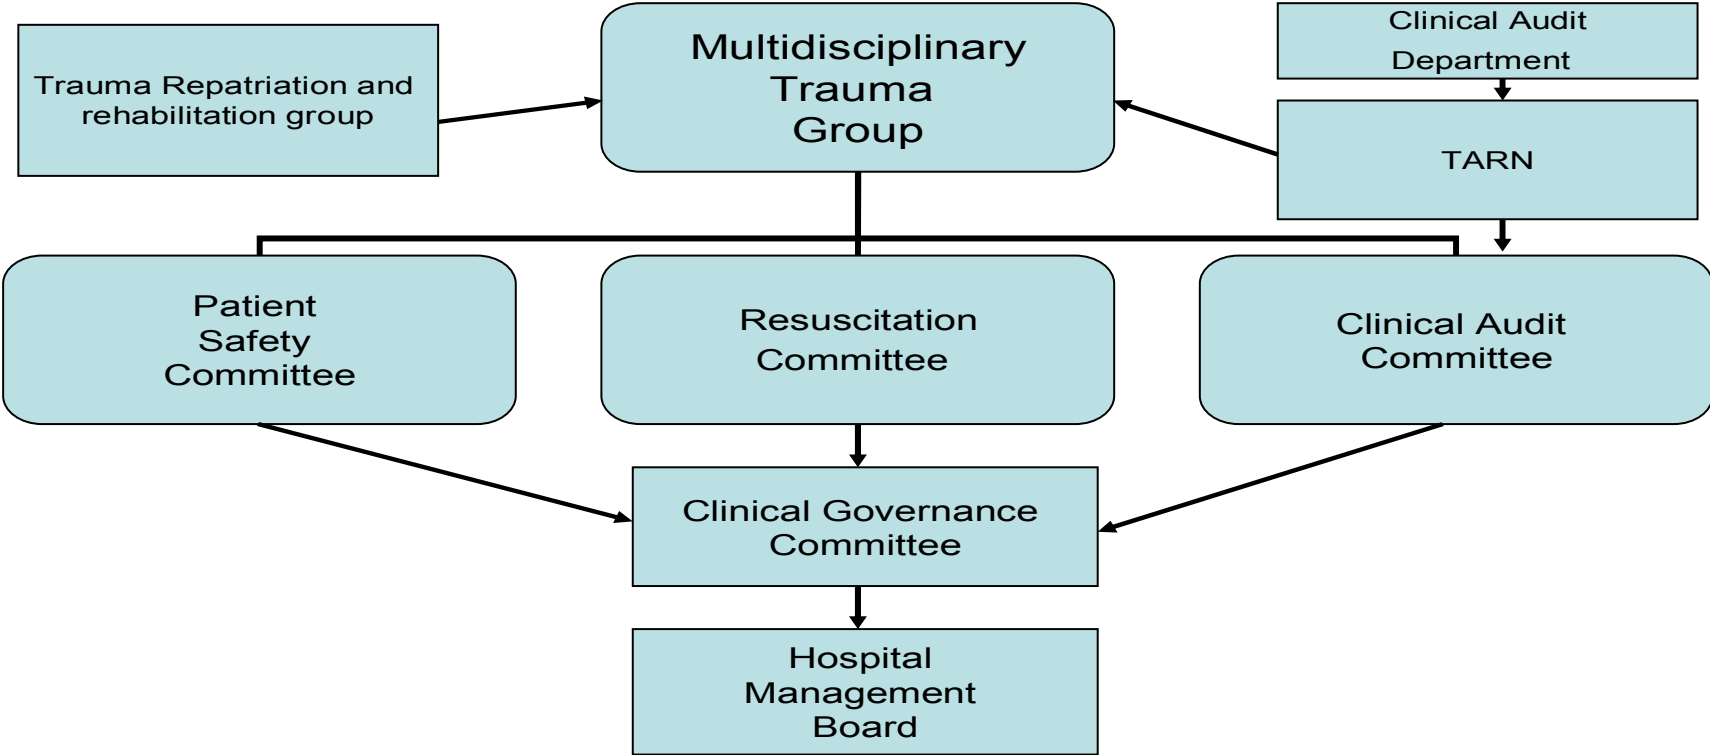 Trauma Repatriation and
rehabilitation group
Multidisciplinary
Trauma
Group
Clinical Audit
Department
TARN
Patient
Safety
Committee
Resuscitation
Committee
Clinical Audit
Committee
Clinical Governance
Committee
Hospital
Management
Board